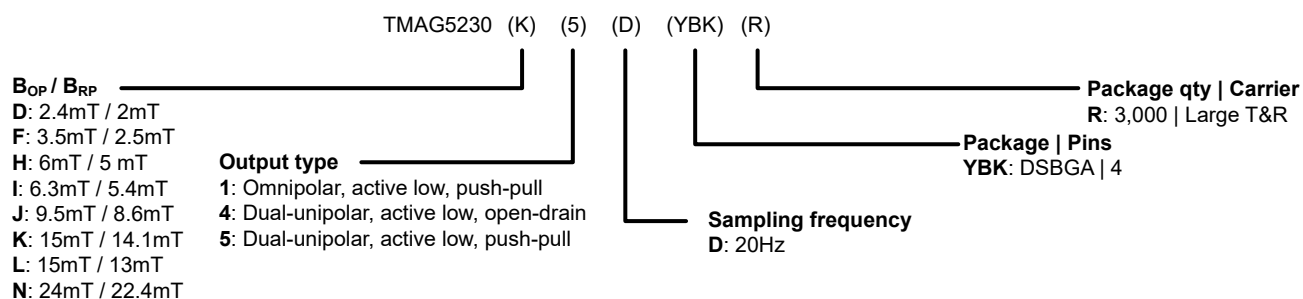 TMAG5230 (K) (5) (D) (YBK) (R)
B_OP / B_RP
D: 2.4mT / 2mT
F: 3.5mT / 2.5mT
H: 6mT / 5 mT
I: 6.3mT / 5.4mT
J: 9.5mT / 8.6mT
K: 15mT / 14.1mT
L: 15mT / 13mT
N: 24mT / 22.4mT
Output type
1: Omnipolar, active low, push-pull
4: Dual-unipolar, active low, open-drain
5: Dual-unipolar, active low, push-pull
Sampling frequency
D: 20Hz
Package | Pins
YBK: DSBGA | 4
Package qty | Carrier
R: 3,000 | Large T&R